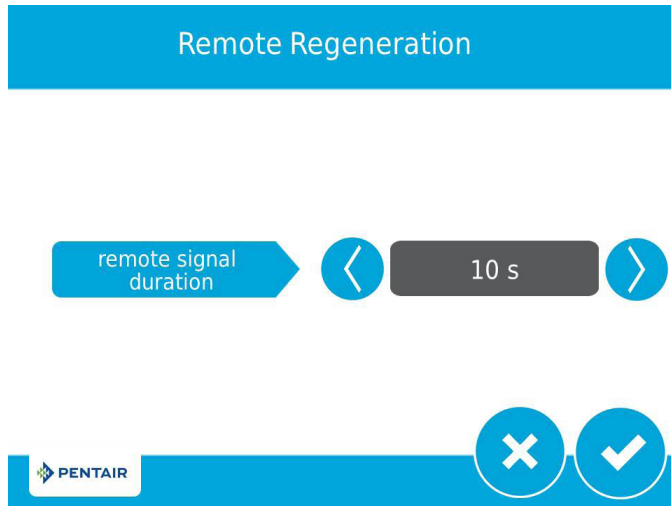 Remote Regeneration
remote signal
duration
10 s
PENTAIR